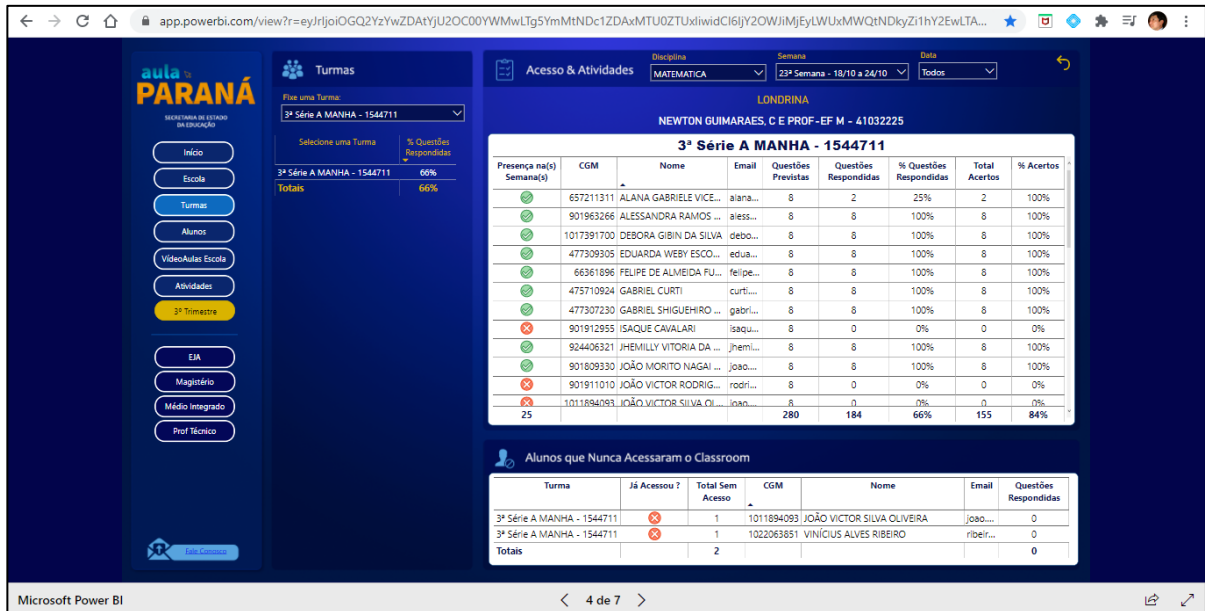 app.powerbi.com/view?r=eyJrIjoiOGQ2YzYwZDAtYjU2OC00YWMwLTg5YmMtNDc1ZDAxMTU0ZTUxIiwidCI6IjY2OWJiMjEyLWUxMWQtNDkyZi1hY2EwLTA...
aula
PARANÁ
SECRETARIA DE ESTADO
DA EDUCAÇÃO
Início
Escola
Turmas
Alunos
VídeoAulas Escola
Atividades
3º Trimestre
EJA
Magistério
Médio Integrado
Prof Técnico
Fale Conosco
Turmas
Fixe uma Turma:
3ª Série A MANHA - 1544711
Selecione uma Turma % Questões Respondidas
3ª Série A MANHA - 1544711 66%
Totais 66%
Acesso & Atividades
Disciplina
MATEMATICA
Semana
23ª Semana - 18/10 a 24/10
Data
Todos
LONDRINA
NEWTON GUIMARAES, C E PROF-EF M - 41032225
3ª Série A MANHA - 1544711
Presença na(s) Semana(s) CGM Nome Email Questões Previstas Questões Respondidas % Questões Respondidas Total Acertos % Acertos
657211311 ALANA GABRIELE VICE... alana... 8 2 25% 2 100%
901963266 ALESSANDRA RAMOS ... aless... 8 8 100% 8 100%
1017391700 DEBORA GIBIN DA SILVA debo... 8 8 100% 8 100%
477309305 EDUARDA WEBY ESCO... edua... 8 8 100% 8 100%
66361896 FELIPE DE ALMEIDA FU... felipe... 8 8 100% 8 100%
475710924 GABRIEL CURTI curti.... 8 8 100% 8 100%
477307230 GABRIEL SHIGUEHIRO ... gabri... 8 8 100% 8 100%
901912955 ISAQUE CAVALARI isaqu... 8 0 0% 0 0%
924406321 JHEMILLY VITORIA DA ... jhemi... 8 8 100% 8 100%
901809330 JOÃO MORITO NAGAI ... joao.... 8 8 100% 8 100%
901911010 JOÃO VICTOR RODRIG... rodri... 8 0 0% 0 0%
1011894093 JOÃO VICTOR SILVA OL... joao.... 8 0 0% 0 0%
25 280 184 66% 155 84%
Alunos que Nunca Acessaram o Classroom
Turma Já Acessou ? Total Sem Acesso CGM Nome Email Questões Respondidas
3ª Série A MANHA - 1544711 1 1011894093 JOÃO VICTOR SILVA OLIVEIRA joao.... 0
3ª Série A MANHA - 1544711 1 1022063851 VINÍCIUS ALVES RIBEIRO ribeir... 0
Totais 2 0
Microsoft Power BI
4 de 7